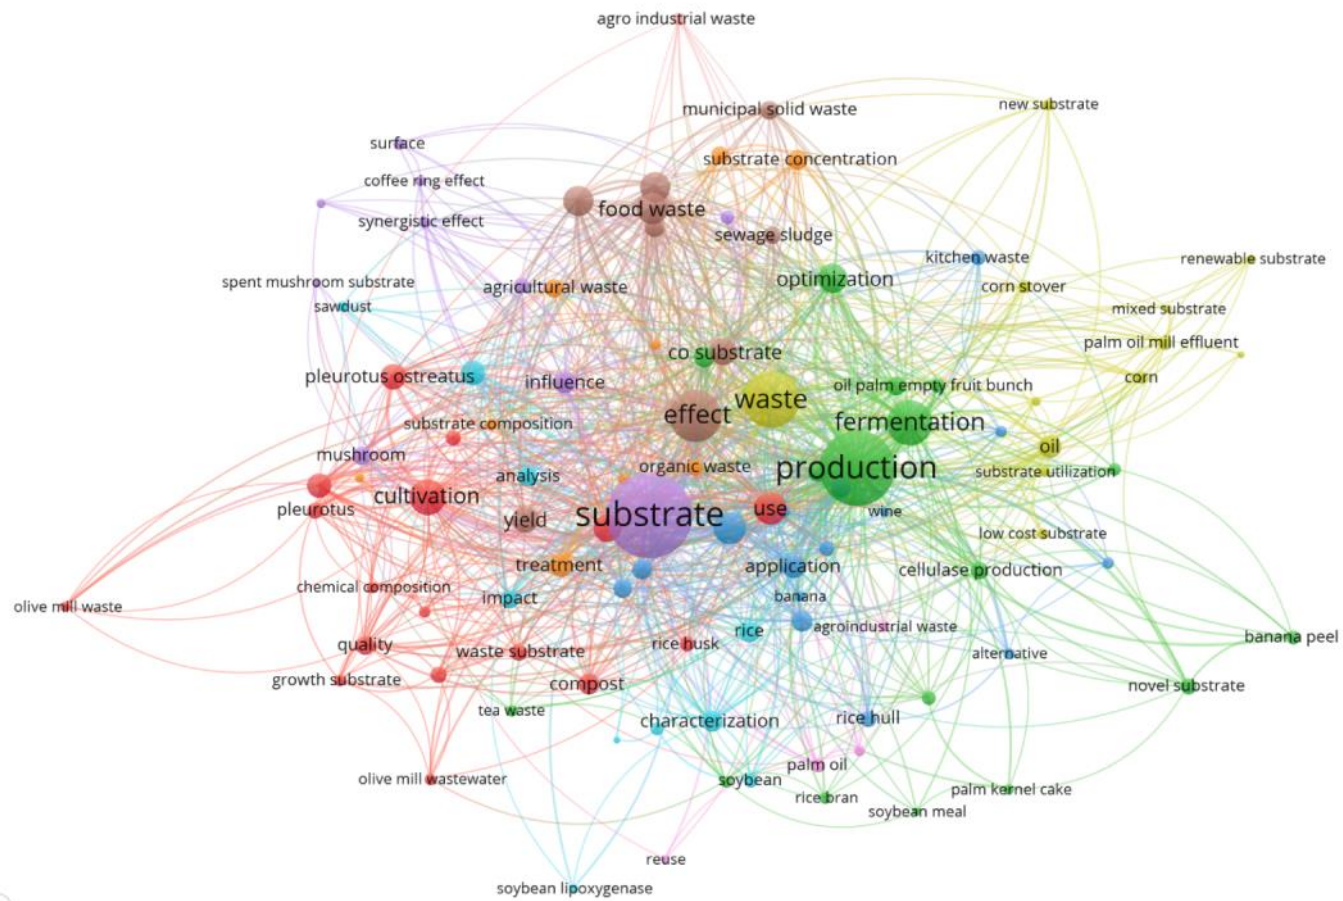 agro industrial waste
municipal solid waste
new substrate
surface
substrate concentration
coffee ring effect
food waste
synergistic effect
sewage sludge
kitchen waste
renewable substrate
spent mushroom substrate
agricultural waste
optimization
corn stover
sawdust
mixed substrate
co substrate
palm oil mill effluent
pleurotus ostreatus
influence
oil palm empty fruit bunch
corn
waste
effect
substrate composition
fermentation
mushroom
oil
organic waste
production
analysis
substrate utilization
cultivation
pleurotus
yield
substrate
use
wine
low cost substrate
treatment
application
cellulase production
chemical composition
impact
banana
olive mill waste
rice
agroindustrial waste
banana peel
quality
waste substrate
rice husk
alternative
growth substrate
compost
novel substrate
tea waste
characterization
rice hull
olive mill wastewater
palm oil
soybean
rice bran
palm kernel cake
soybean meal
reuse
soybean lipoxygenase